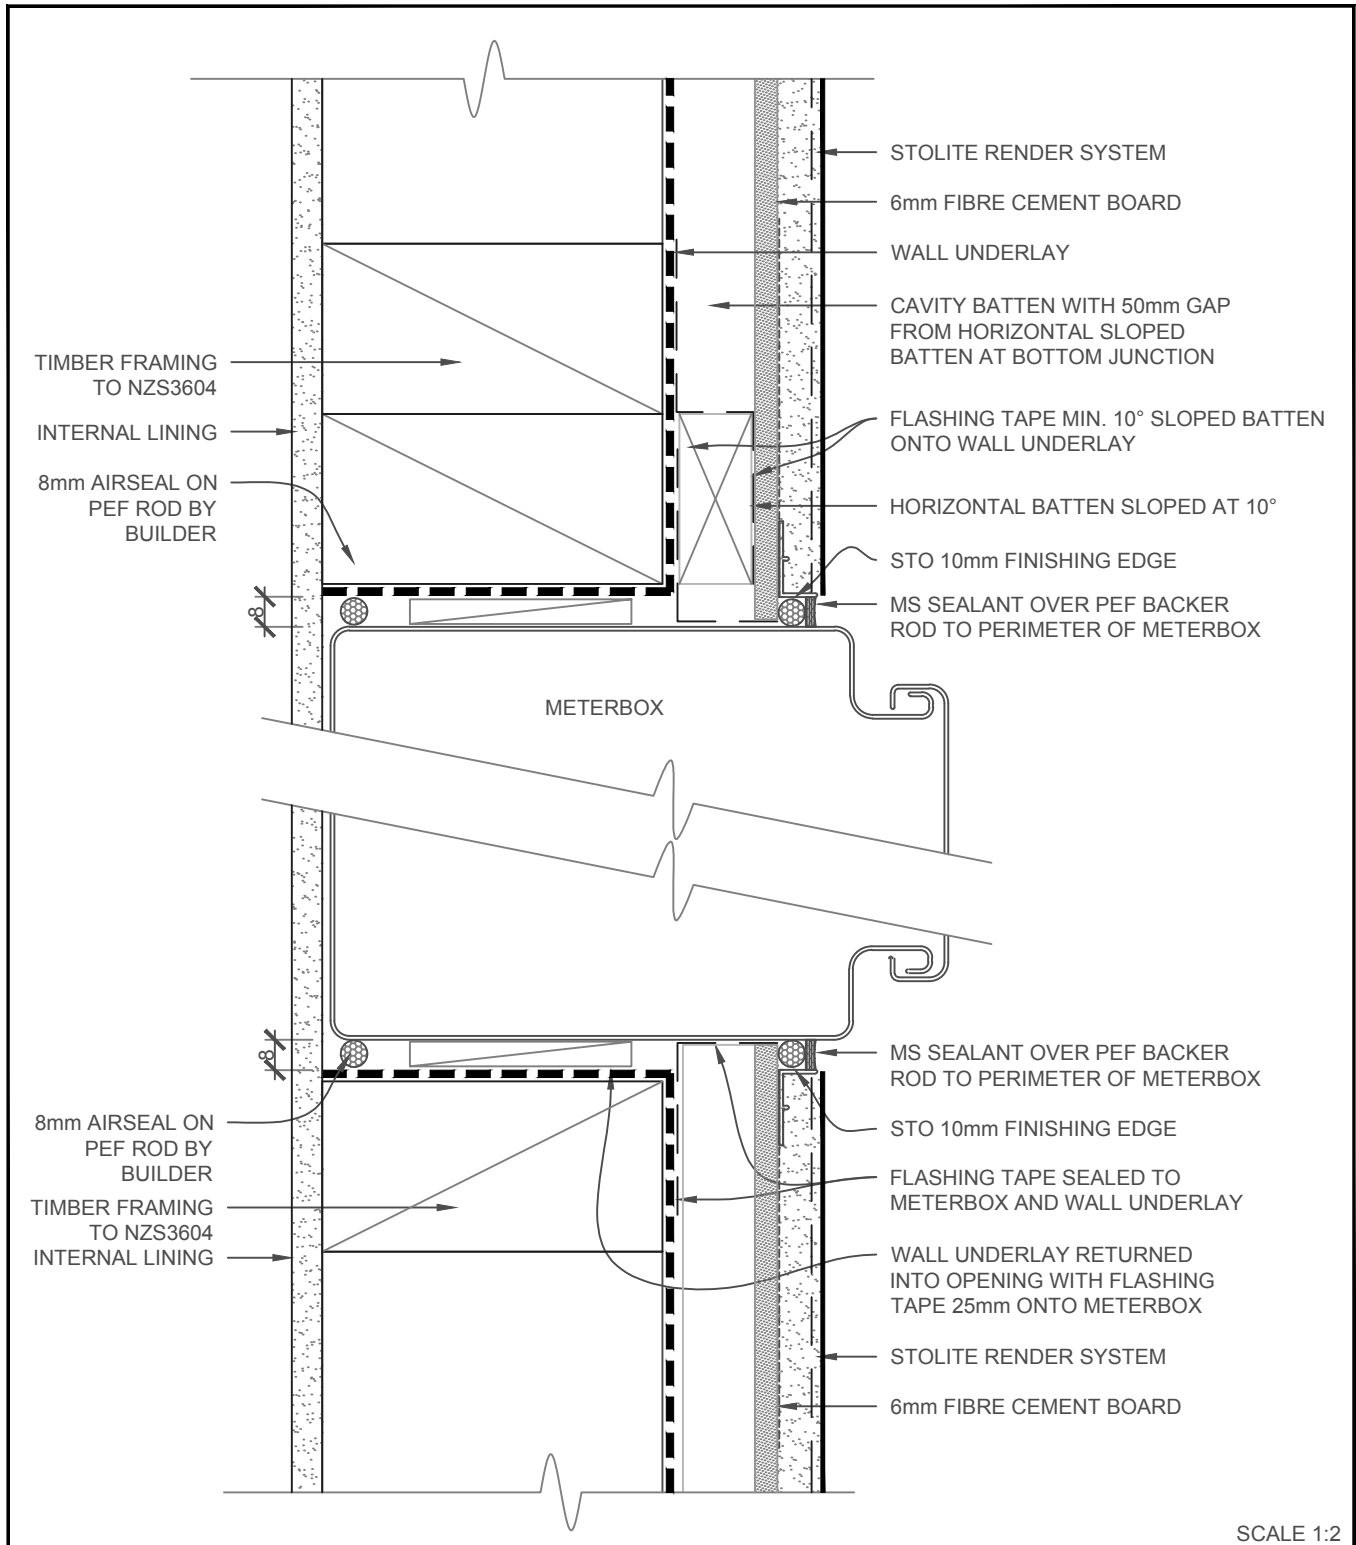 STOLITE RENDER SYSTEM
6mm FIBRE CEMENT BOARD
WALL UNDERLAY
CAVITY BATTEN WITH 50mm GAP
FROM HORIZONTAL SLOPED
BATTEN AT BOTTOM JUNCTION
TIMBER FRAMING
TO NZS3604
INTERNAL LINING
8mm AIRSEAL ON
PEF ROD BY
BUILDER
FLASHING TAPE MIN. 10° SLOPED BATTEN
ONTO WALL UNDERLAY
HORIZONTAL BATTEN SLOPED AT 10°
STO 10mm FINISHING EDGE
MS SEALANT OVER PEF BACKER
ROD TO PERIMETER OF METERBOX
8
METERBOX
8
MS SEALANT OVER PEF BACKER
ROD TO PERIMETER OF METERBOX
STO 10mm FINISHING EDGE
8mm AIRSEAL ON
PEF ROD BY
BUILDER
TIMBER FRAMING
TO NZS3604
INTERNAL LINING
FLASHING TAPE SEALED TO
METERBOX AND WALL UNDERLAY
WALL UNDERLAY RETURNED
INTO OPENING WITH FLASHING
TAPE 25mm ONTO METERBOX
STOLITE RENDER SYSTEM
6mm FIBRE CEMENT BOARD
SCALE 1:2